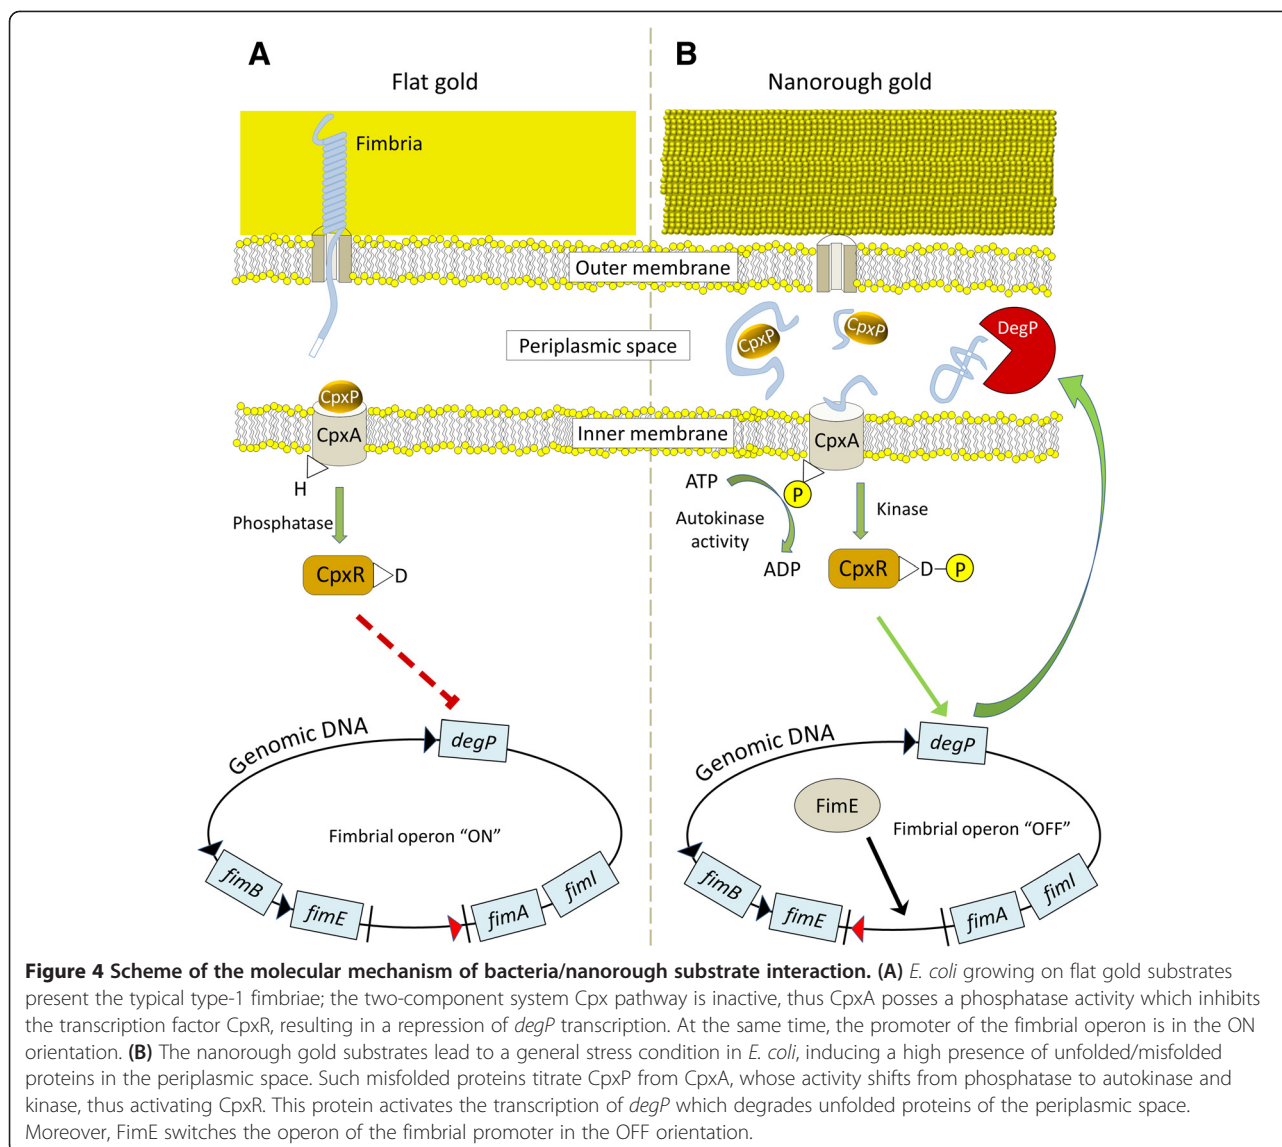 A
Flat gold
Fimbria
B
Nanorough gold
Outer membrane
Periplasmic space
Inner membrane
CpxP
CpxA
H
Phosphatase
CpxR
D
degP
Genomic DNA
Fimbrial operon “ON”
fimB
fimE
fimA
fimI
CpxP
CpxP
DegP
CpxA
P
ATP
Autokinase
activity
ADP
Kinase
CpxR
D
P
degP
Genomic DNA
FimE
Fimbrial operon “OFF”
fimB
fimE
fimA
fimI
Figure 4 Scheme of the molecular mechanism of bacteria/nanorough substrate interaction. (A) E. coli growing on flat gold substrates
present the typical type-1 fimbriae; the two-component system Cpx pathway is inactive, thus CpxA posses a phosphatase activity which inhibits
the transcription factor CpxR, resulting in a repression of degP transcription. At the same time, the promoter of the fimbrial operon is in the ON
orientation. (B) The nanorough gold substrates lead to a general stress condition in E. coli, inducing a high presence of unfolded/misfolded
proteins in the periplasmic space. Such misfolded proteins titrate CpxP from CpxA, whose activity shifts from phosphatase to autokinase and
kinase, thus activating CpxR. This protein activates the transcription of degP which degrades unfolded proteins of the periplasmic space.
Moreover, FimE switches the operon of the fimbrial promoter in the OFF orientation.